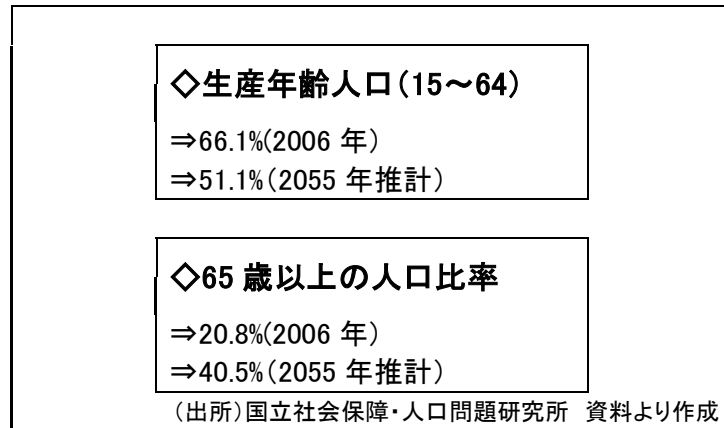 ◇生産年齢人口(15～64)
⇒66.1%(2006 年)
⇒51.1%(2055 年推計)
◇65 歳以上の人口比率
⇒20.8%(2006 年)
⇒40.5%(2055 年推計)
(出所)国立社会保障・人口問題研究所　資料より作成